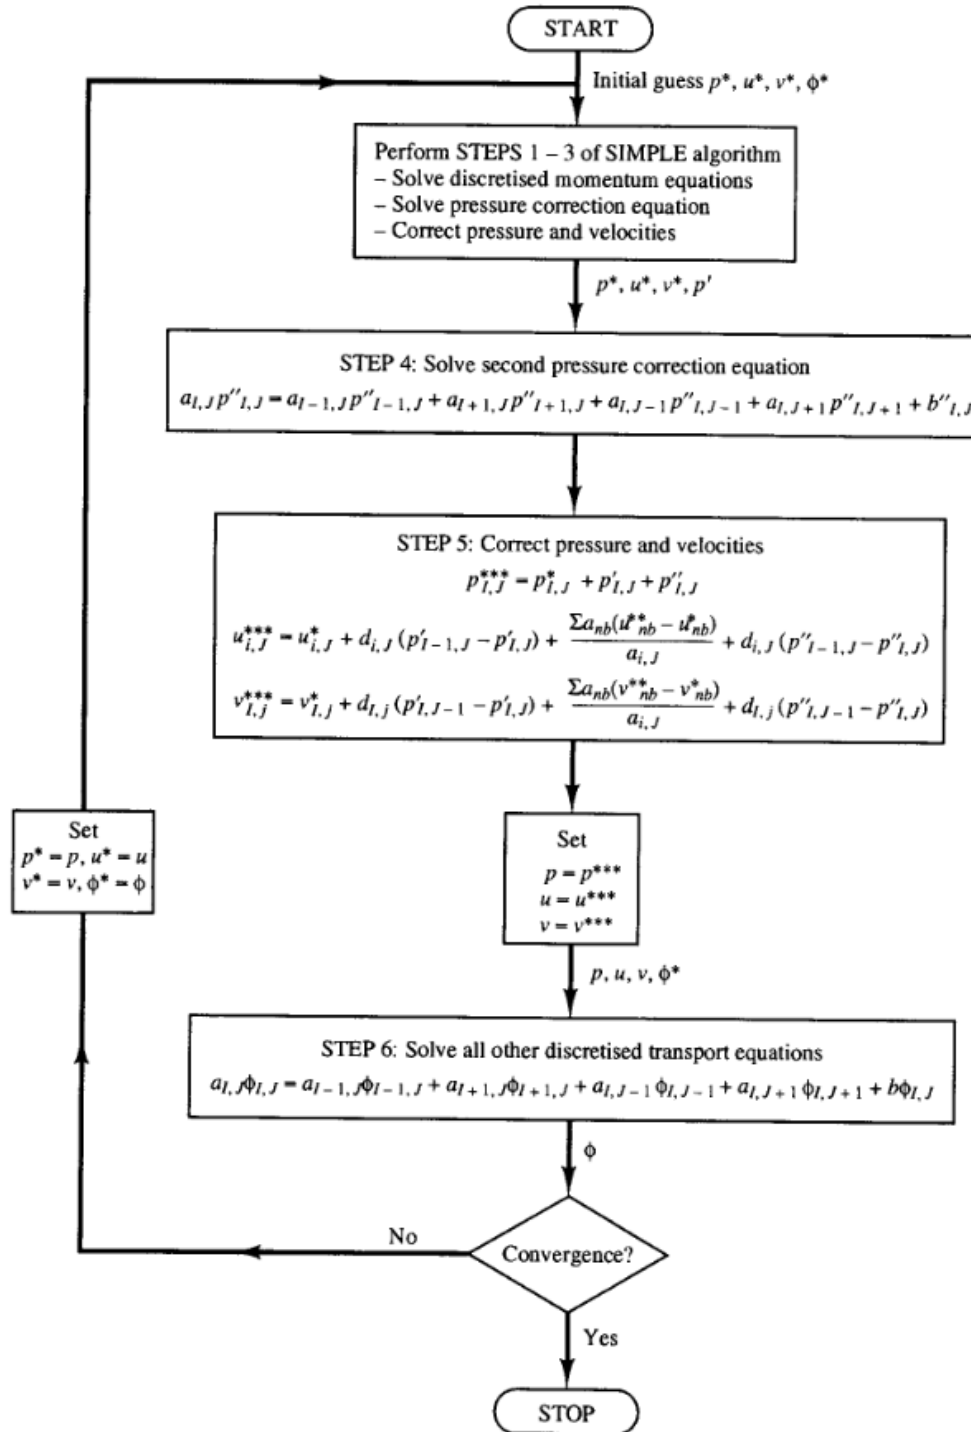 START
Initial guess p*, u*, v*, ϕ*
Perform STEPS 1 – 3 of SIMPLE algorithm
– Solve discretised momentum equations
– Solve pressure correction equation
– Correct pressure and velocities
p*, u*, v*, p′
STEP 4: Solve second pressure correction equation
a_{I,J} p″_{I,J} = a_{I–1,J} p″_{I–1,J} + a_{I+1,J} p″_{I+1,J} + a_{I,J–1} p″_{I,J–1} + a_{I,J+1} p″_{I,J+1} + b″_{I,J}
STEP 5: Correct pressure and velocities
p***_{I,J} = p*_{I,J} + p′_{I,J} + p″_{I,J}
u***_{i,J} = u*_{i,J} + d_{i,J} (p′_{I–1,J} – p′_{I,J}) + Σa_{nb}(u**_{nb} – u*_{nb}) / a_{i,J} + d_{i,J} (p″_{I–1,J} – p″_{I,J})
v***_{I,j} = v*_{I,j} + d_{I,j} (p′_{I,J–1} – p′_{I,J}) + Σa_{nb}(v**_{nb} – v*_{nb}) / a_{i,J} + d_{I,j} (p″_{I,J–1} – p″_{I,J})
Set
p* = p, u* = u
v* = v, ϕ* = ϕ
Set
p = p***
u = u***
v = v***
p, u, v, ϕ*
STEP 6: Solve all other discretised transport equations
a_{I,J}ϕ_{I,J} = a_{I–1,J}ϕ_{I–1,J} + a_{I+1,J}ϕ_{I+1,J} + a_{I,J–1} ϕ_{I,J–1} + a_{I,J+1} ϕ_{I,J+1} + bϕ_{I,J}
ϕ
No
Convergence?
Yes
STOP